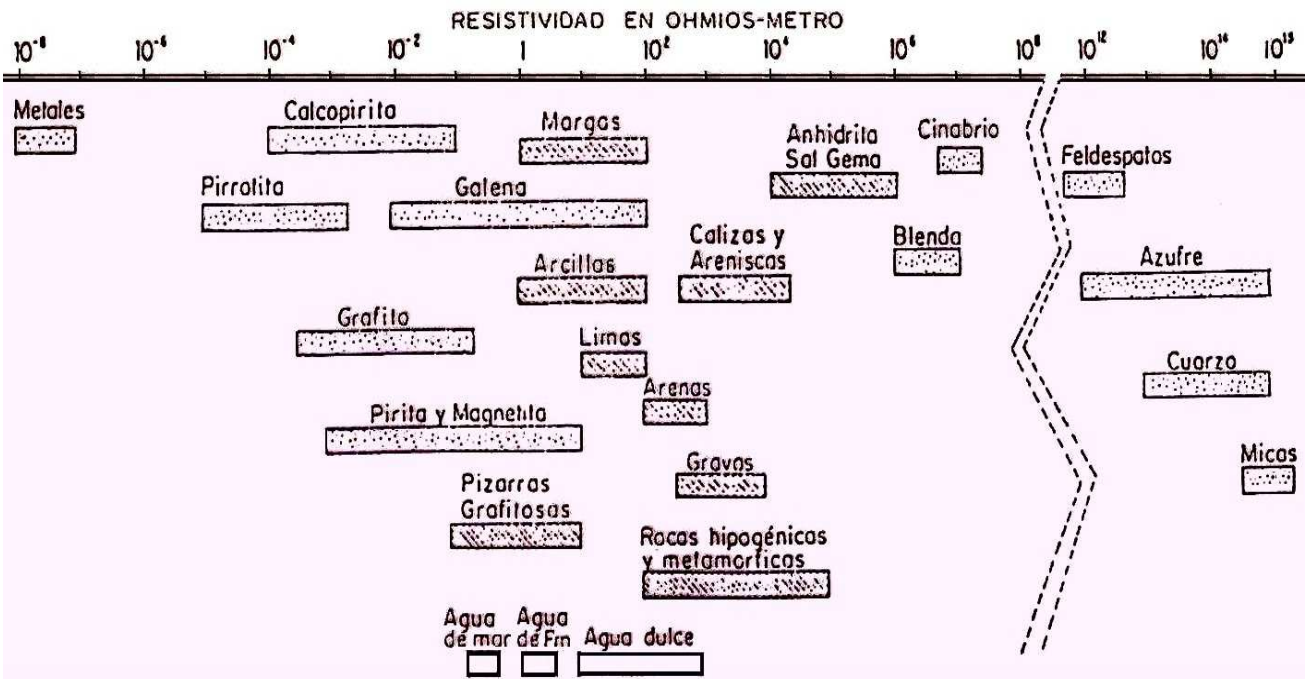 RESISTIVIDAD EN OHMIOS-METRO
10⁻⁸ 10⁻⁶ 10⁻⁴ 10⁻² 1 10² 10⁴ 10⁶ 10⁸ 10¹² 10¹⁴ 10¹⁵
Metales
Calcopirita
Margas
Anhidrita
Sal Gema
Cinabrio
Feldespatos
Pirrotita
Galena
Calizas y
Areniscas
Blenda
Azufre
Arcillas
Grafito
Limos
Cuarzo
Arenas
Pirita y Magnetita
Gravas
Micas
Pizarras
Grafitosas
Rocas hipogénicas
y metamorficas
Agua
de mar
Agua
de Fm
Agua dulce